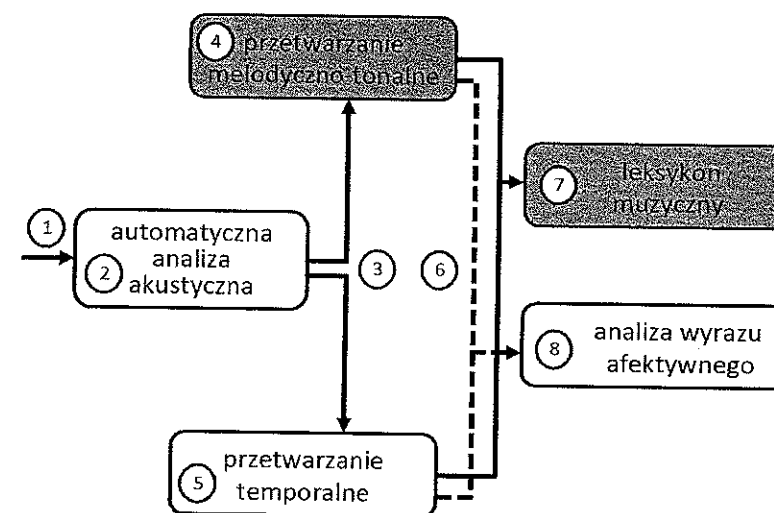 4
przetwarzanie
melodyczno-tonalne
7
leksykon
muzyczny
1
2
automatyczna
analiza
akustyczna
3
6
8
analiza wyrazu
afektywnego
5
przetwarzanie
temporalne